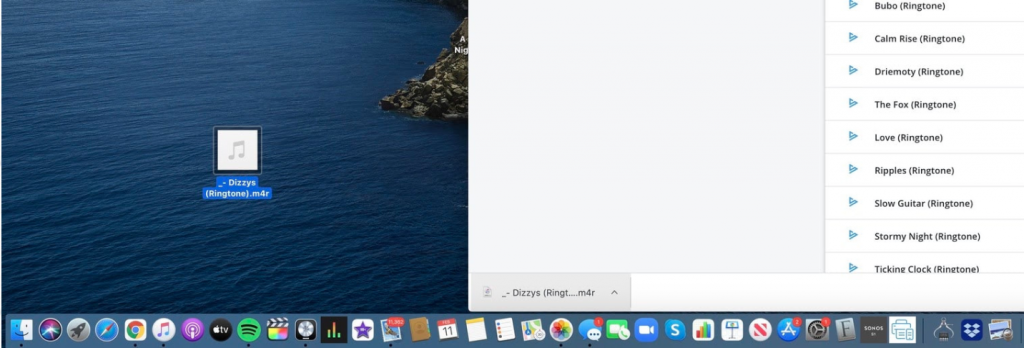 A
Nig
_- Dizzys
(Ringtone).m4r
Bubo (Ringtone)
Calm Rise (Ringtone)
Driemoty (Ringtone)
The Fox (Ringtone)
Love (Ringtone)
Ripples (Ringtone)
Slow Guitar (Ringtone)
Stormy Night (Ringtone)
Ticking Clock (Ringtone)
_- Dizzys (Ringt....m4r
tv
11
SONOS